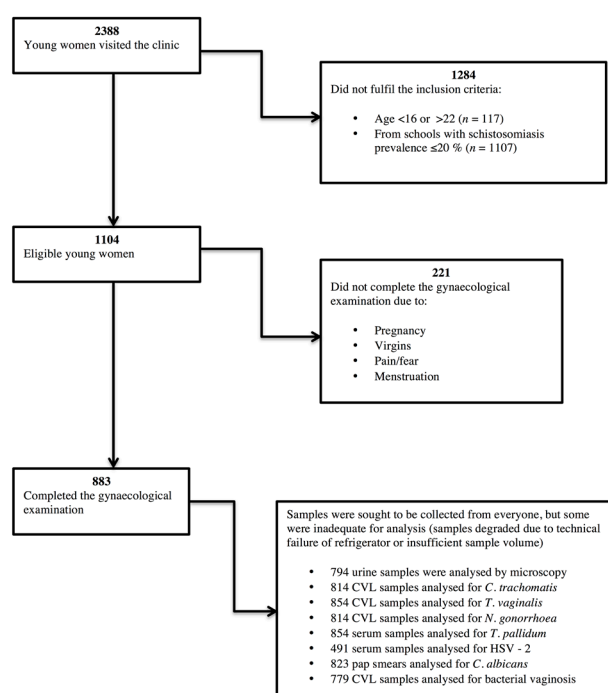 2388
Young women visited the clinic
1284
Did not fulfil the inclusion criteria:
• Age <16 or >22 (n = 117)
• From schools with schistosomiasis
prevalence ≤20 % (n = 1107)
1104
Eligible young women
221
Did not complete the gynaecological
examination due to:
• Pregnancy
• Virgins
• Pain/fear
• Menstruation
883
Completed the gynaecological
examination
Samples were sought to be collected from everyone, but some
were inadequate for analysis (samples degraded due to technical
failure of refrigerator or insufficient sample volume)
• 794 urine samples were analysed by microscopy
• 814 CVL samples analysed for C. trachomatis
• 854 CVL samples analysed for T. vaginalis
• 814 CVL samples analysed for N. gonorrhoea
• 854 serum samples analysed for T. pallidum
• 491 serum samples analysed for HSV - 2
• 823 pap smears analysed for C. albicans
• 779 CVL samples analysed for bacterial vaginosis